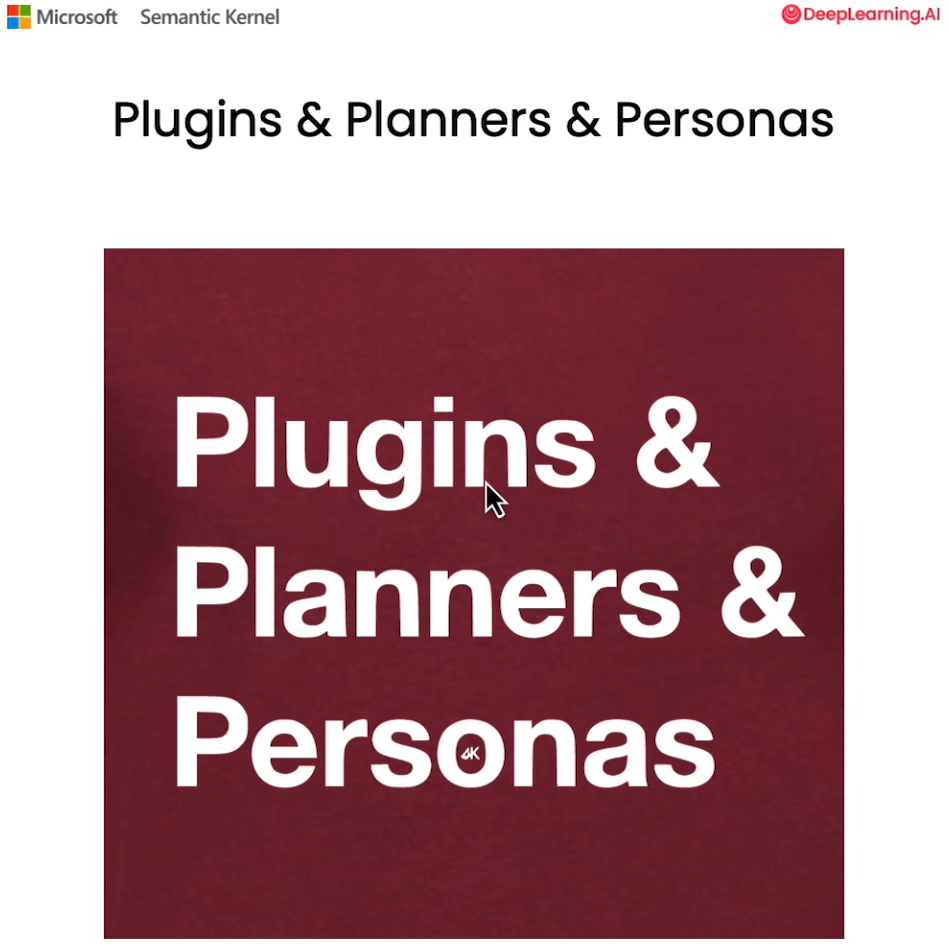 Microsoft Semantic Kernel DeepLearning.AI
Plugins & Planners & Personas
Plugins &
Planners &
Personas